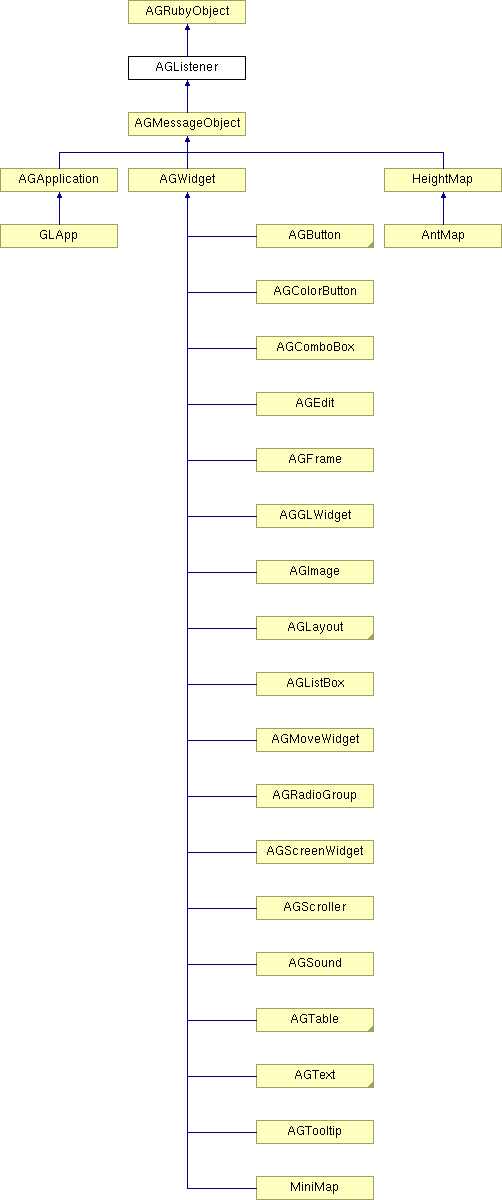 AGRubyObject
AGListener
AGMessageObject
AGApplication
AGWidget
HeightMap
GLApp
AGButton
AntMap
AGColorButton
AGComboBox
AGEdit
AGFrame
AGGLWidget
AGImage
AGLayout
AGListBox
AGMoveWidget
AGRadioGroup
AGScreenWidget
AGScroller
AGSound
AGTable
AGText
AGTooltip
MiniMap